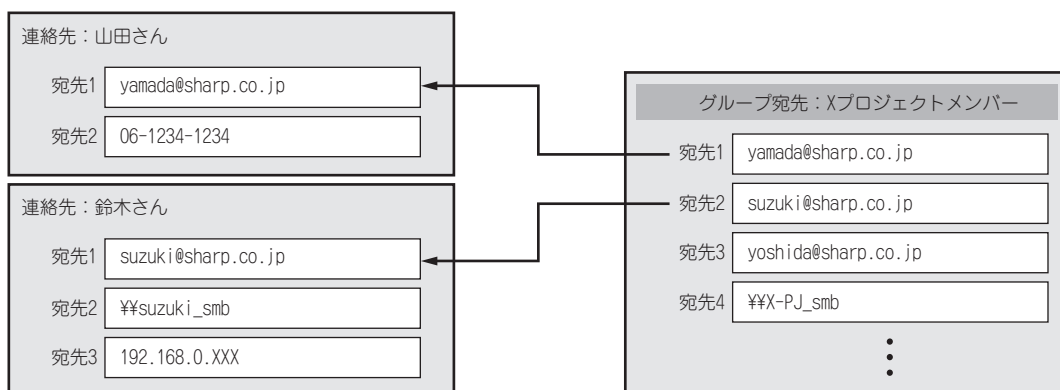 連絡先：山田さん
宛先1 yamada@sharp.co.jp
宛先2 06-1234-1234
連絡先：鈴木さん
宛先1 suzuki@sharp.co.jp
宛先2 ¥¥suzuki_smb
宛先3 192.168.0.XXX
グループ宛先：Xプロジェクトメンバー
宛先1 yamada@sharp.co.jp
宛先2 suzuki@sharp.co.jp
宛先3 yoshida@sharp.co.jp
宛先4 ¥¥X-PJ_smb